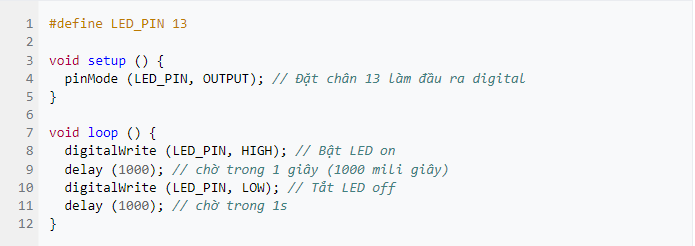 1 #define LED_PIN 13
2
3 void setup () {
4   pinMode (LED_PIN, OUTPUT); // Đặt chân 13 làm đầu ra digital
5 }
6
7 void loop () {
8   digitalWrite (LED_PIN, HIGH); // Bật LED on
9   delay (1000); // chờ trong 1 giây (1000 mili giây)
10   digitalWrite (LED_PIN, LOW); // Tắt LED off
11   delay (1000); // chờ trong 1s
12 }